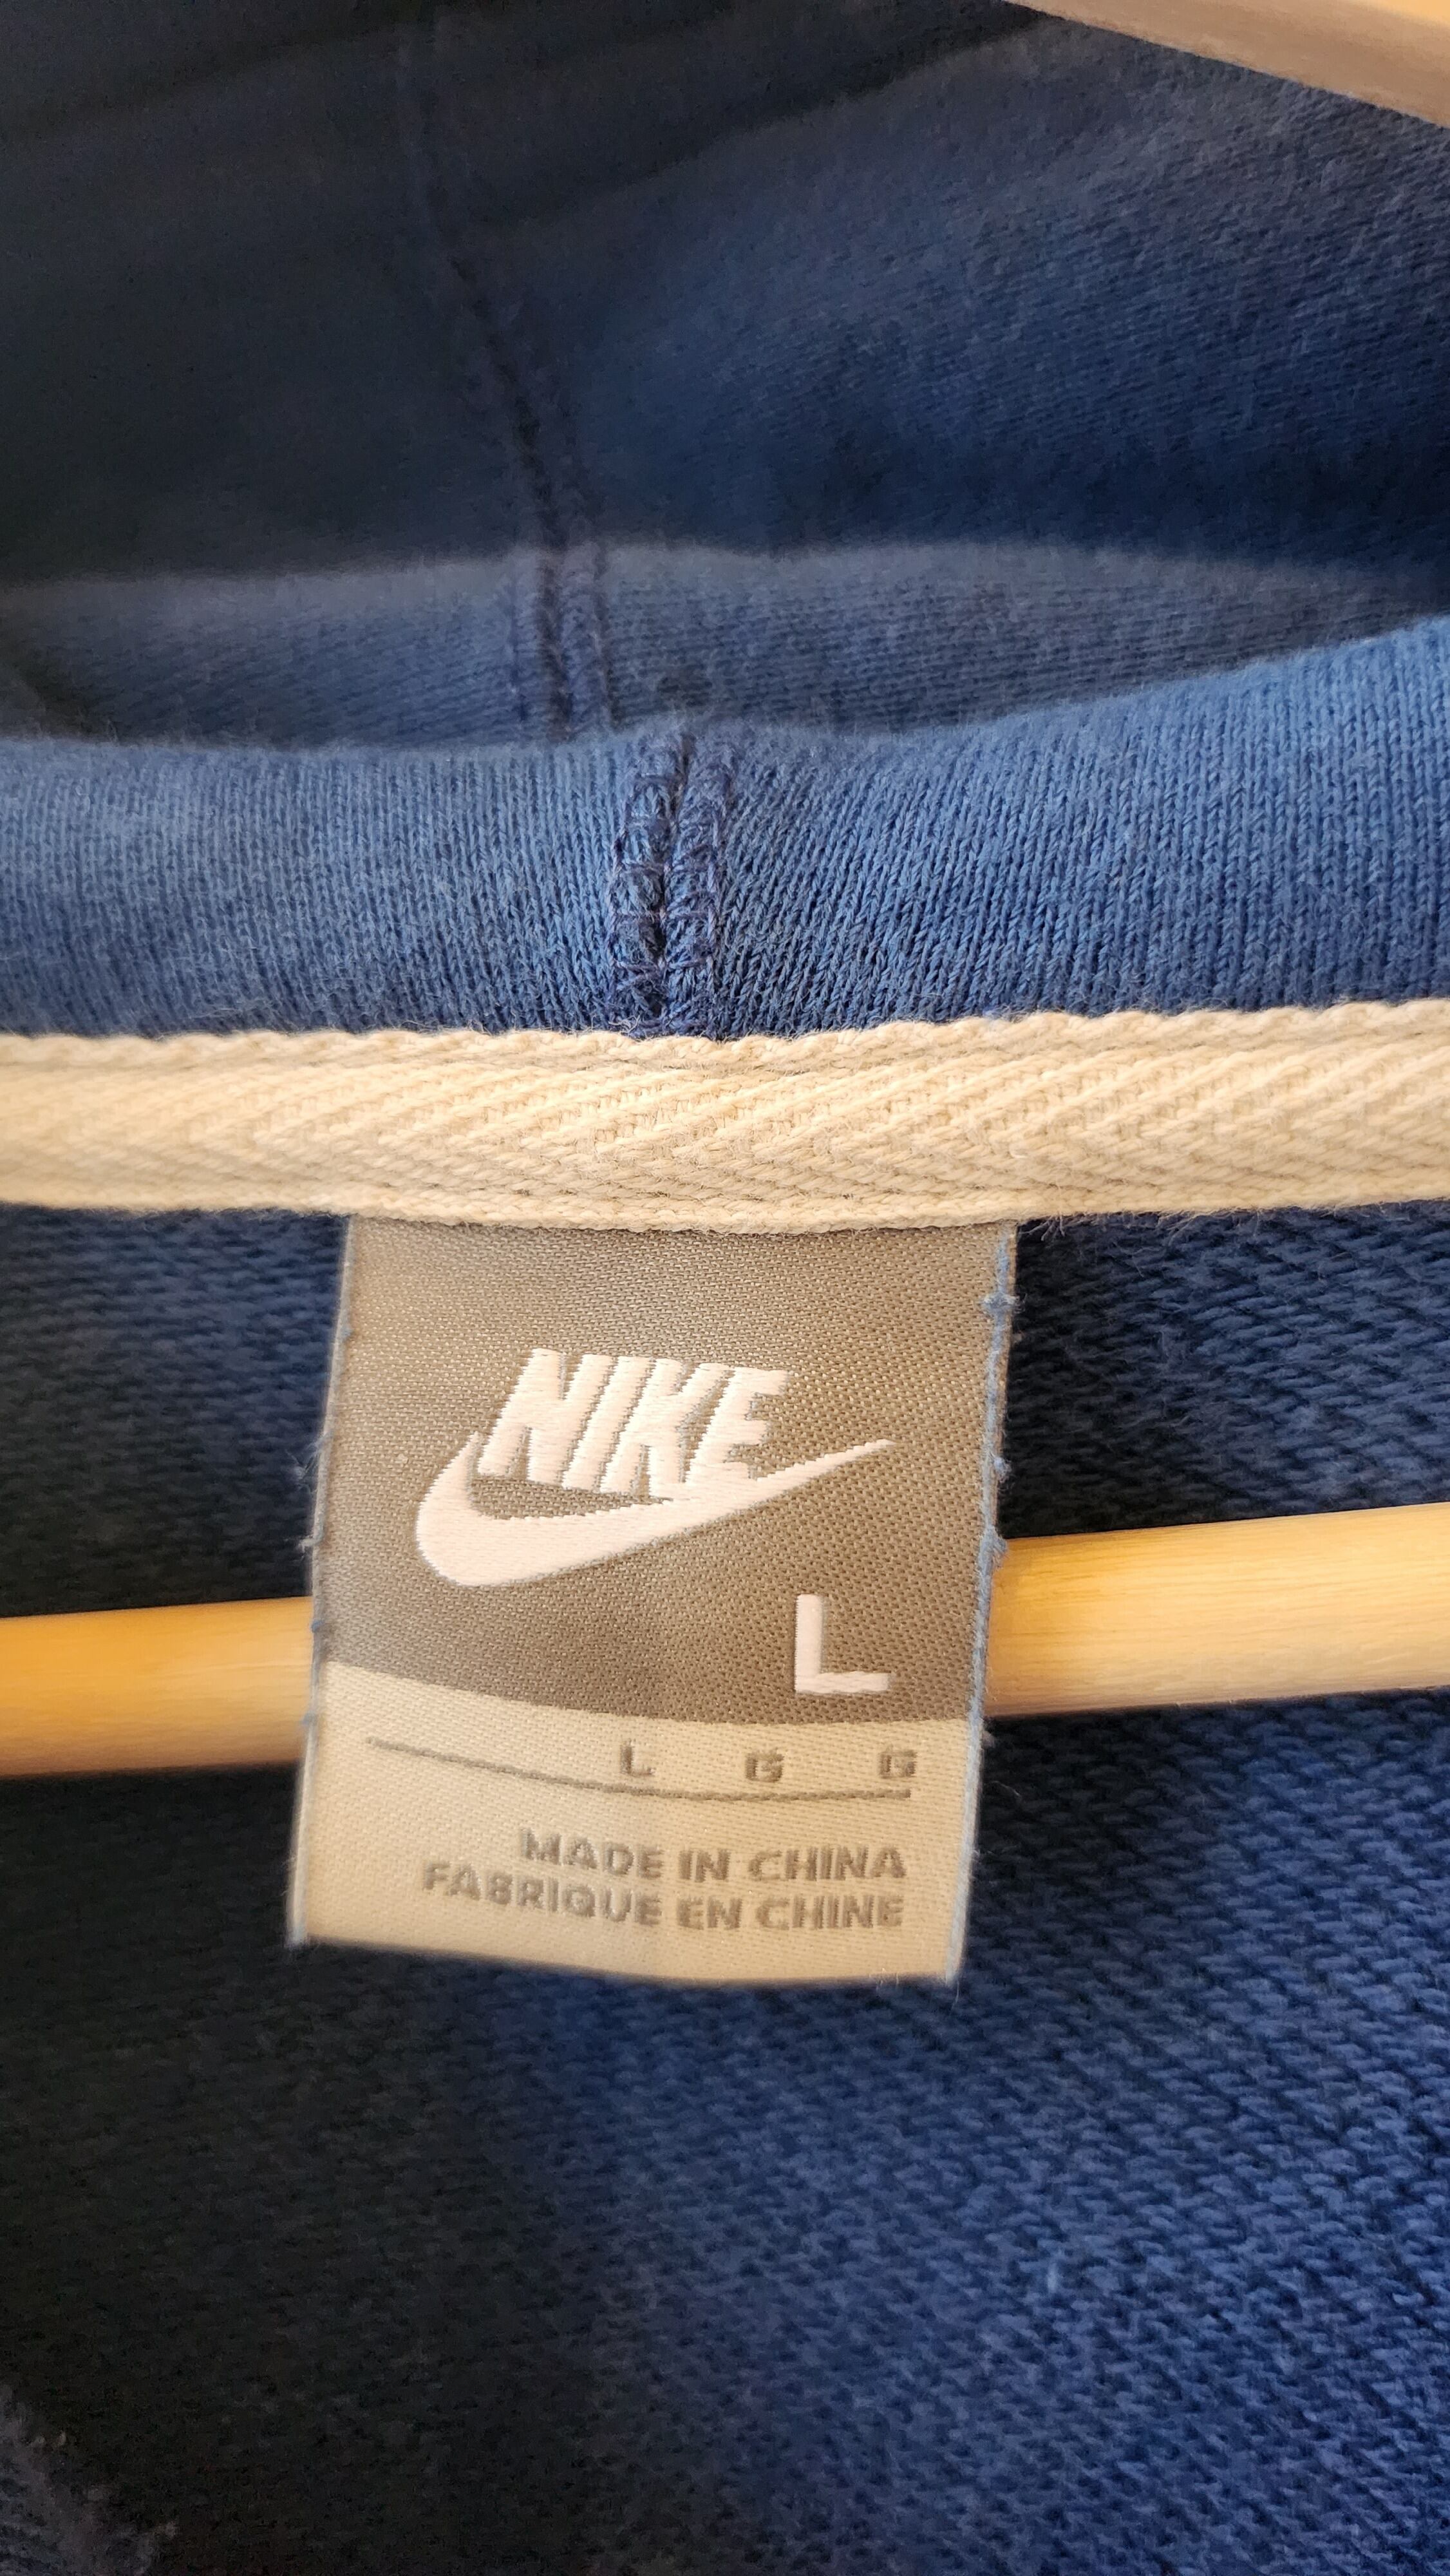 NIKE
L
L G G
MADE IN CHINA
FABRIQUE EN CHINE